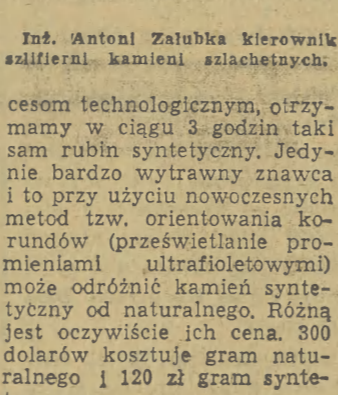 Inż. Antoni Załubka kierownik
szlifierni kamieni szlachetnych.
cesom technologicznym, otrzy-
mamy w ciągu 3 godzin taki
sam rubin syntetyczny. Jedy-
nie bardzo wytrawny znawca
i to przy użyciu nowoczesnych
metod tzw. orientowania ko-
rundów (prześwietlanie pro-
mieniami ultrafioletowymi)
może odróżnić kamień synte-
tyczny od naturalnego. Różną
jest oczywiście ich cena. 300
dolarów kosztuje gram natu-
ralnego i 120 zł gram synte-